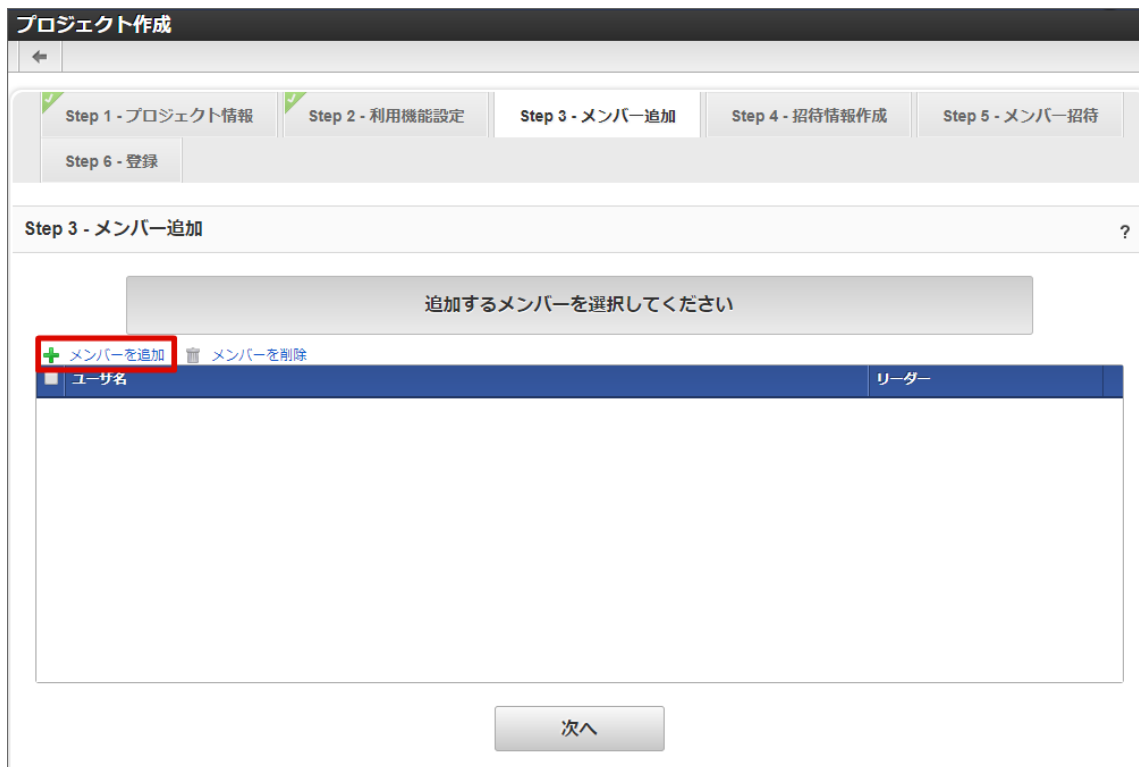 プロジェクト作成
Step 1 - プロジェクト情報
Step 2 - 利用機能設定
Step 3 - メンバー追加
Step 4 - 招待情報作成
Step 5 - メンバー招待
Step 6 - 登録
Step 3 - メンバー追加
?
追加するメンバーを選択してください
メンバーを追加
メンバーを削除
ユーザ名
リーダー
次へ